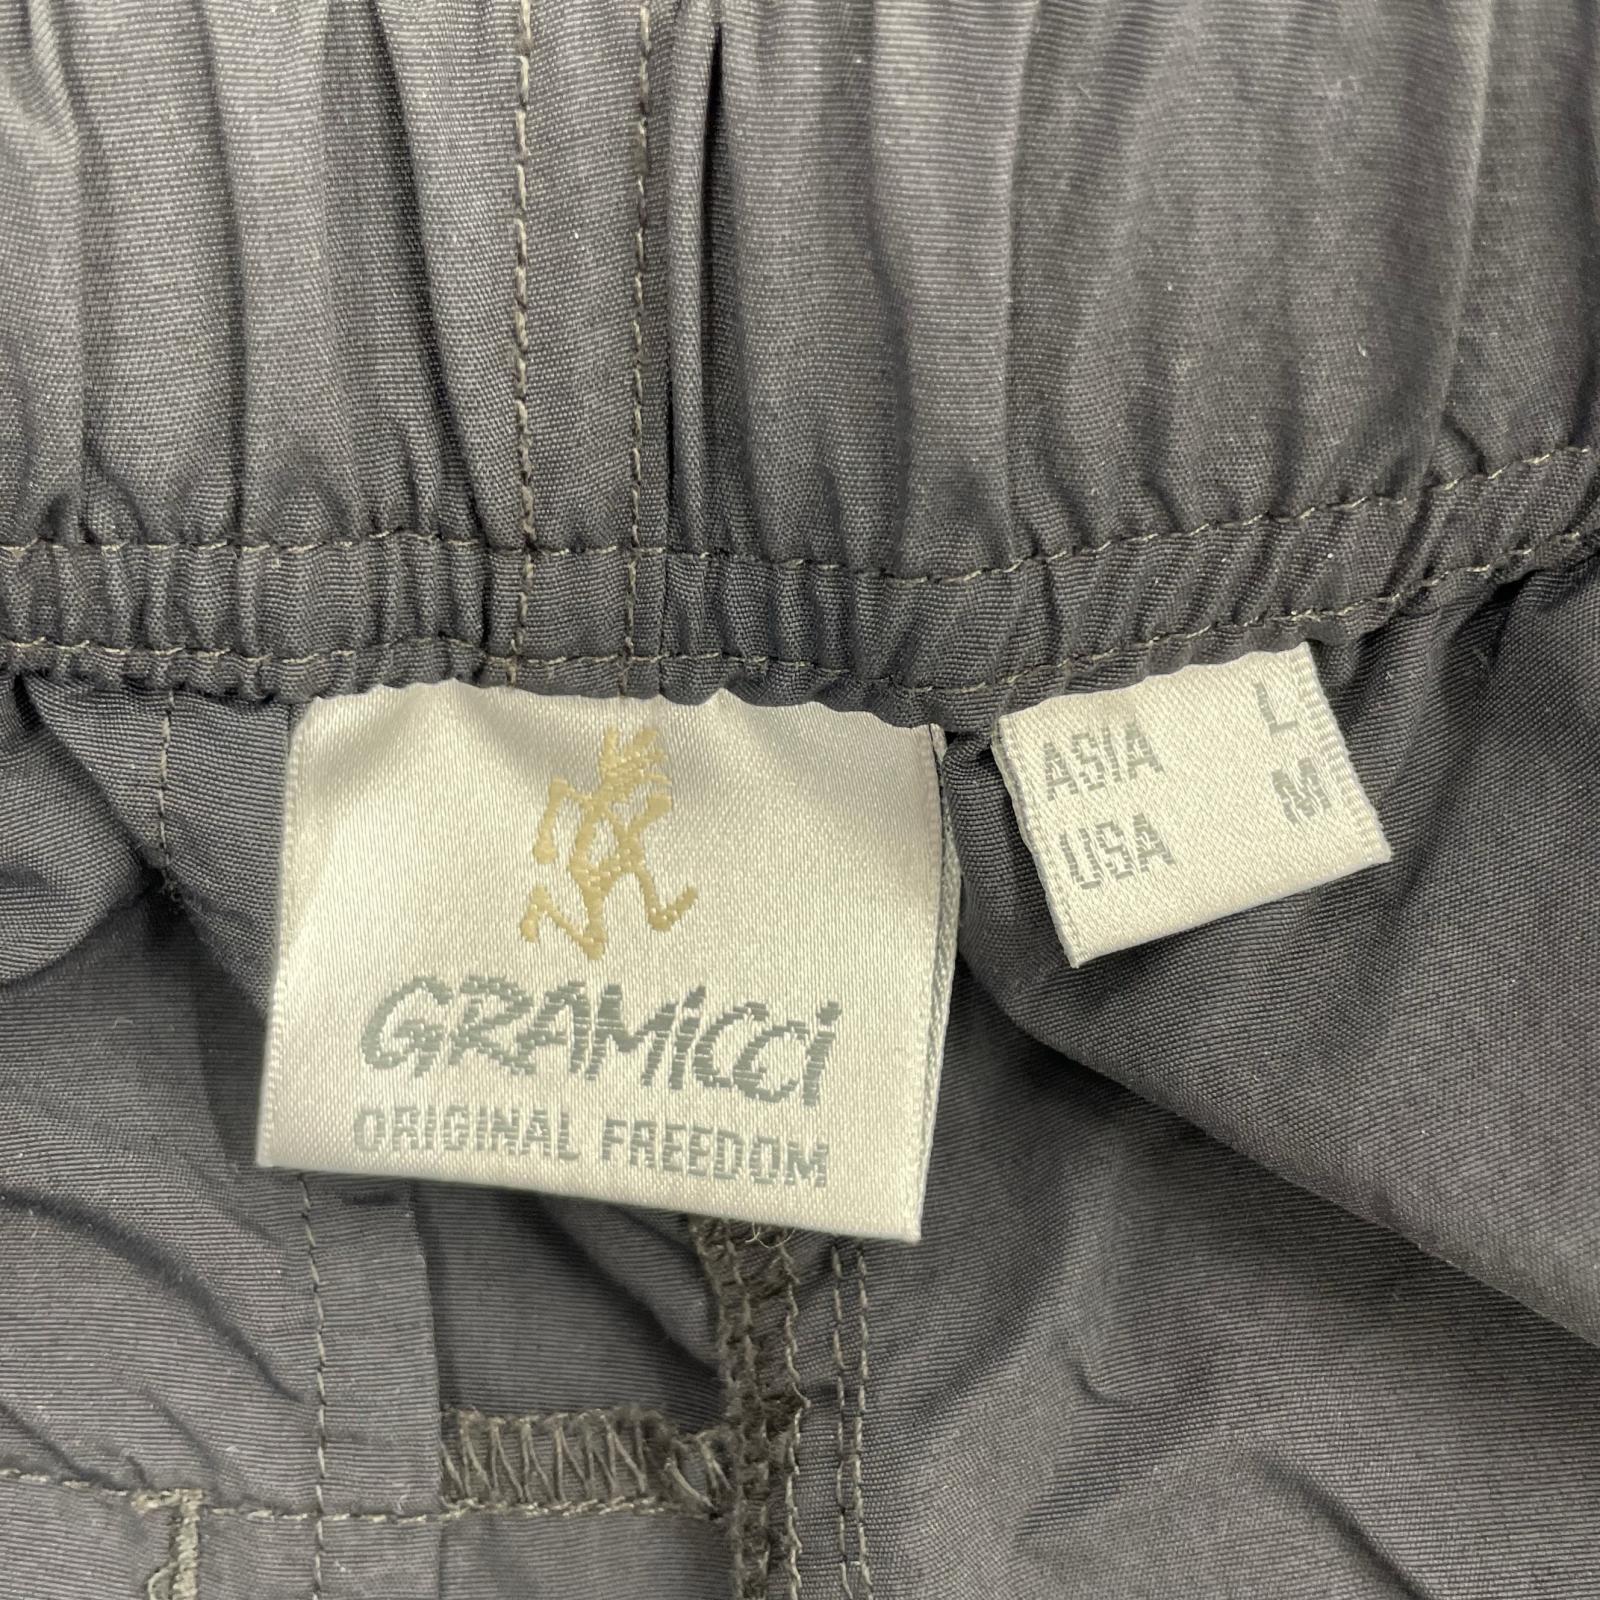 GRAMICCI
ORIGINAL FREEDOM
ASIA L
USA M